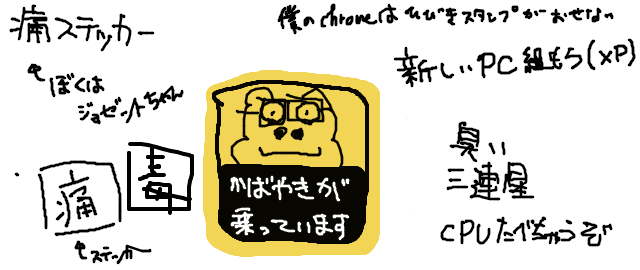 痛ステッカー
僕のchromeはひびきスタンプがおせない
新しいPC組もう(XP)
ぼくは
ジョゼットちゃん
毒
痛
ステッカー
かばやきが
乗っています
臭い
三連星
CPUたべちゃうぞ